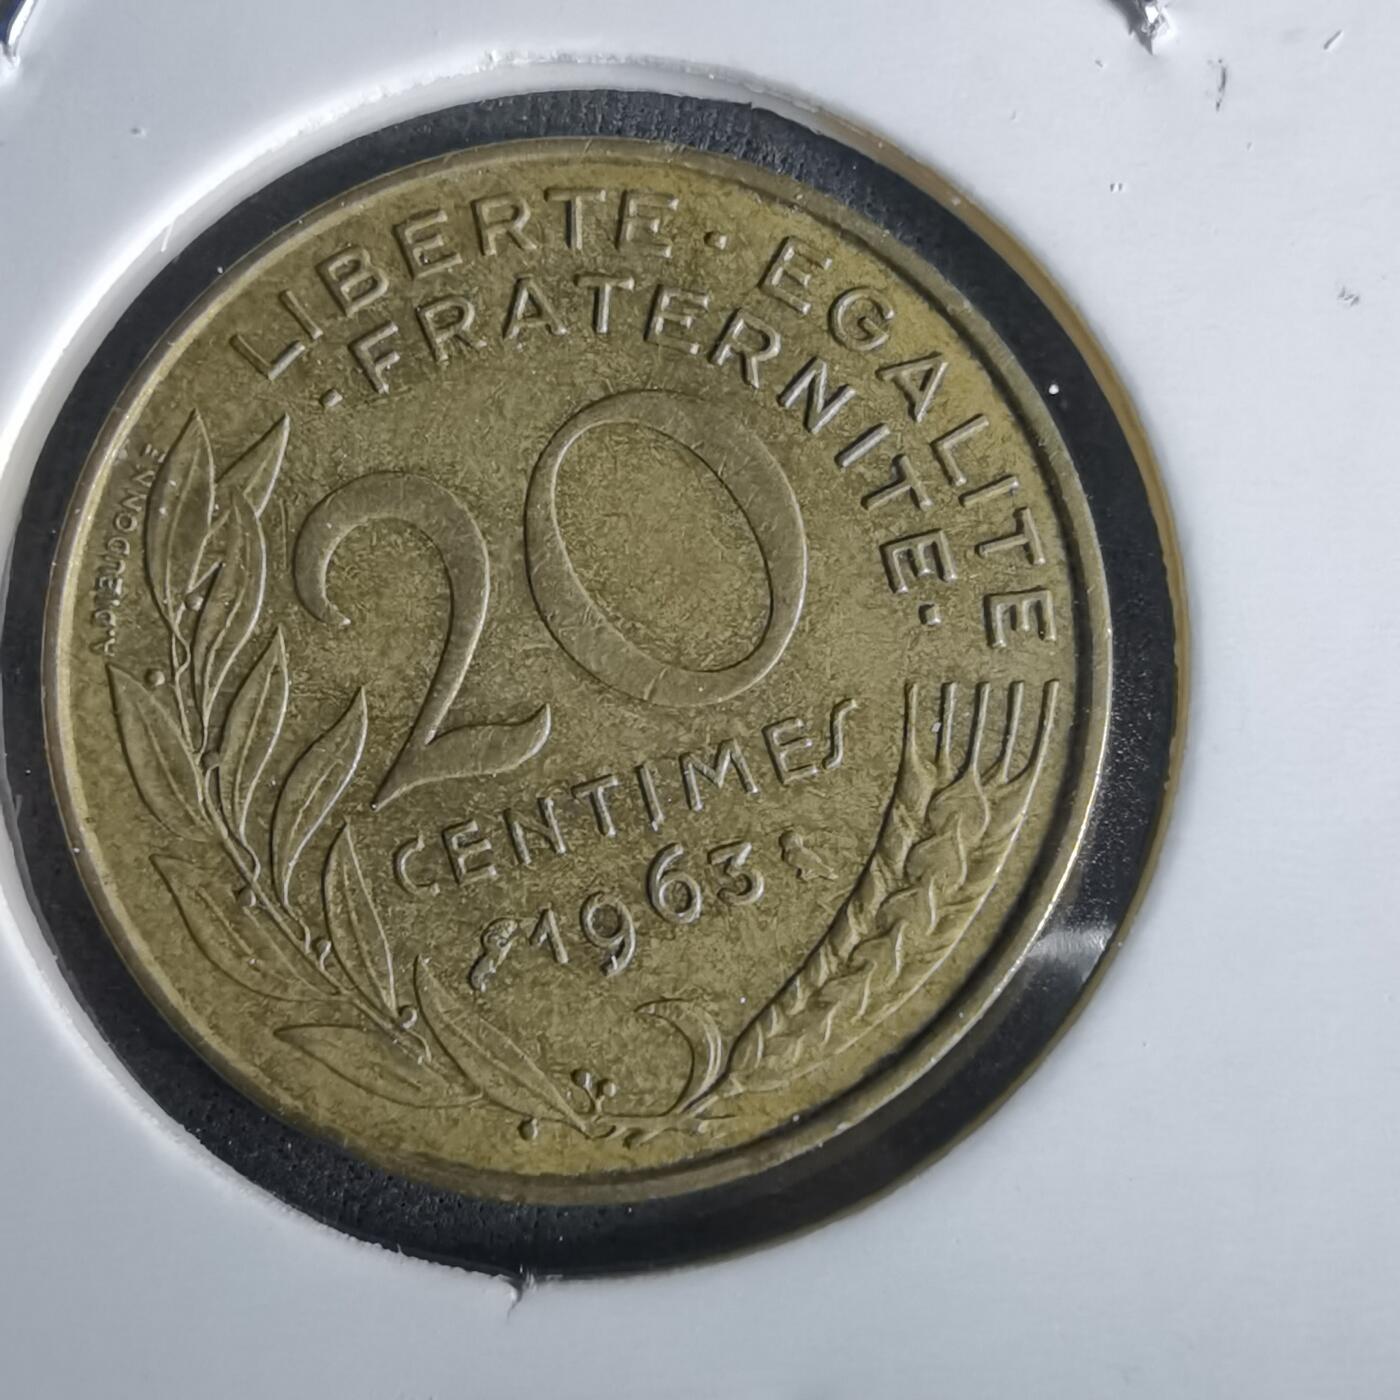 LIBERTE · EGALITE
· FRATERNITE ·
20
CENTIMES
1963
A.DIEUDONNE